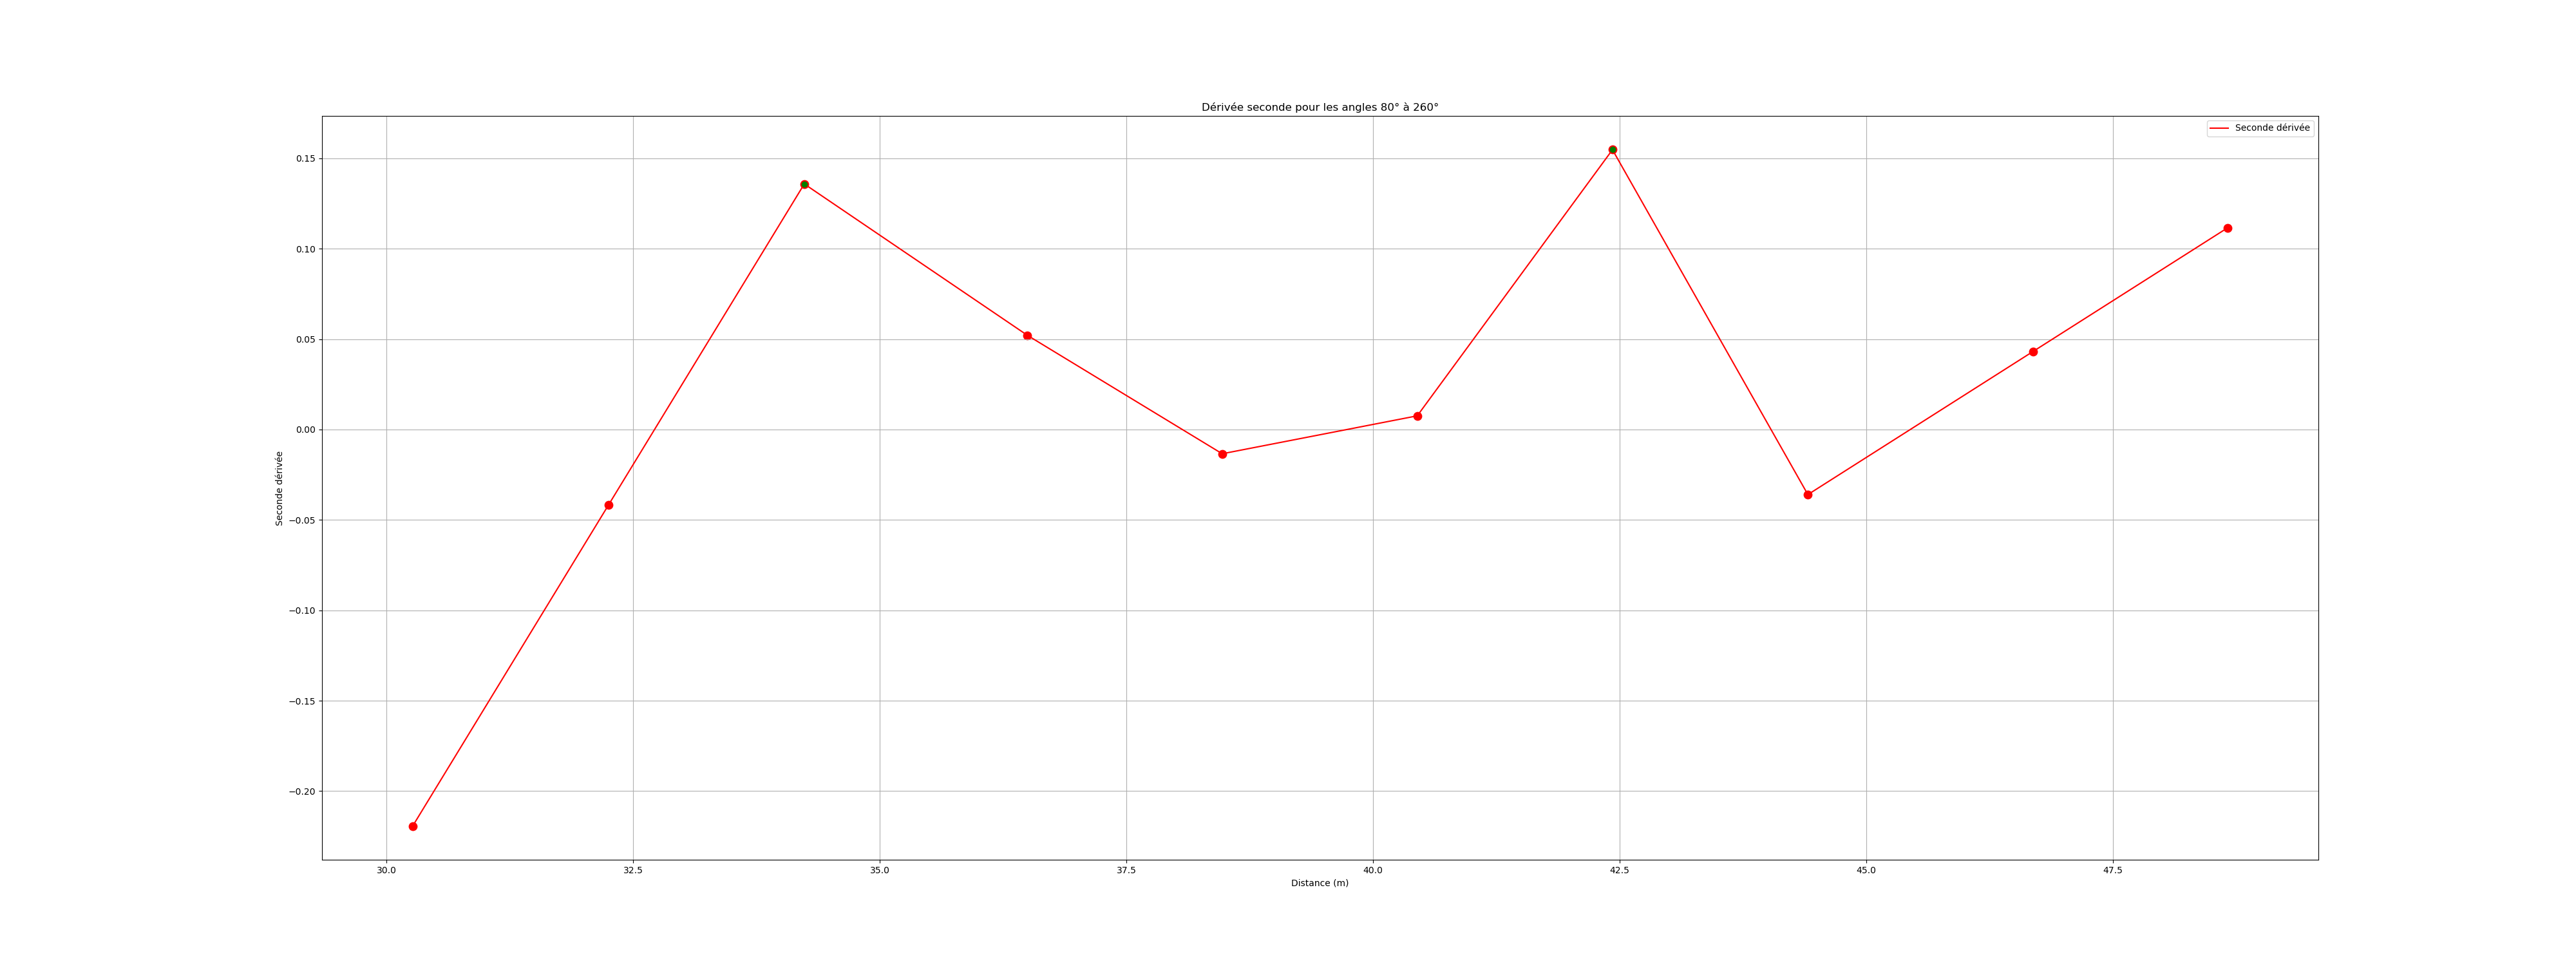 Dérivée seconde pour les angles 80° à 260°
Seconde dérivée
0.15
0.10
0.05
0.00
−0.05
−0.10
−0.15
−0.20
Seconde dérivée
30.0 32.5 35.0 37.5 40.0 42.5 45.0 47.5
Distance (m)